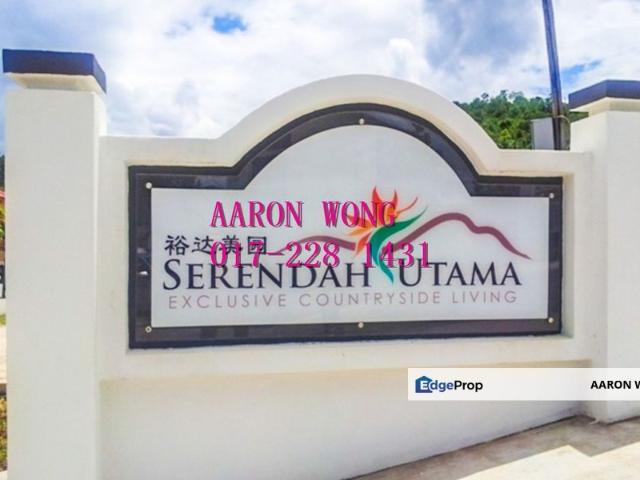 AARON WONG
裕达美园
017-228 1431
SERENDAH UTAMA
EXCLUSIVE COUNTRYSIDE LIVING
EdgeProp
AARON W